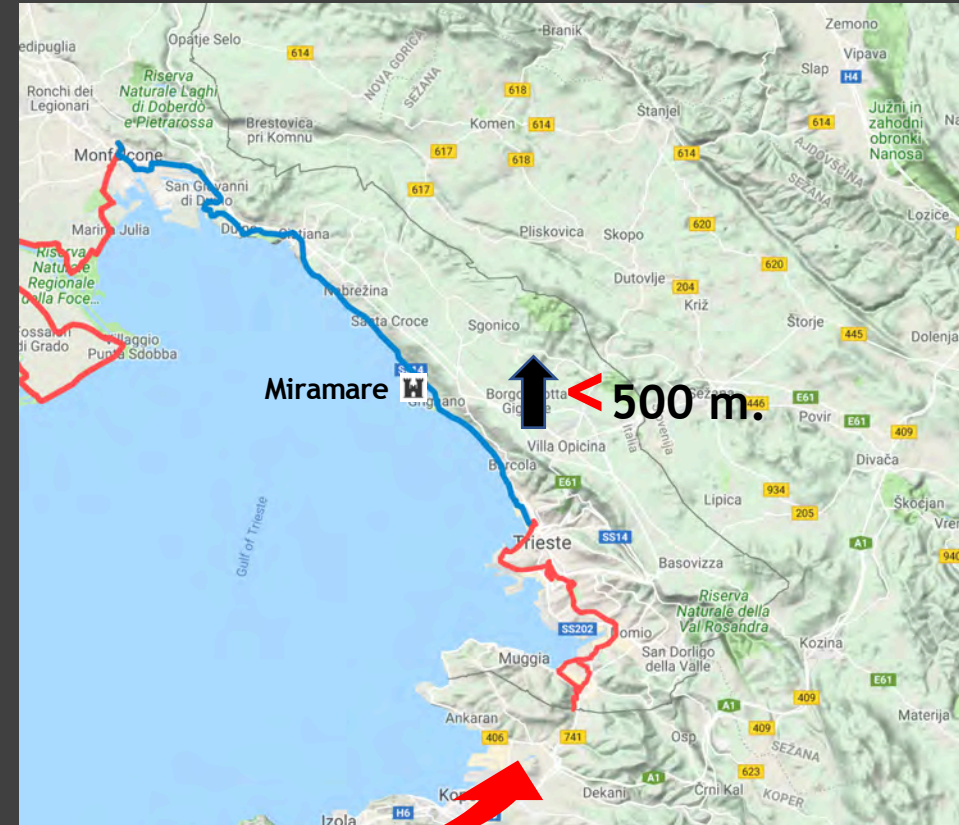 Zemono
Branik
Opatje Selo
edipuglia
614
Vipava
Slap
H4
NOVA GORICA
SEŽANA
Riserva
Naturale Laghi
di Doberdò
e Pietrarossa
Ronchi dei
Legionari
618
Južni in
zahodni
obronki
Nanosa
Štanjel
Brestovica
pri Komnu
Komen
614
614
617
618
614
AJDOVŠČINA
SEŽANA
Monfalcone
San Giovanni
di Duino
617
Lozice
Marina Julia
Sistiana
Pliskovica
Skopo
620
620
Riserva
Naturale
Regionale
della Foce...
Dutovlje
204
Križ
Nabrežina
Santa Croce
Sgonico
Štorje
445
Dolenja
di Grado
Villaggio
Punta Sdobba
Miramare
Grignano
< 500 m.
Sežana
446
E61
Povir
E61
409
Slovenija
Italia
Villa Opicina
Barcola
E61
Divača
Lipica
934
205
Škocjan
Gulf of Trieste
Trieste
SS14
A1
940
Basovizza
Riserva
Naturale della
Val Rosandra
SS202
Domio
Muggia
San Dorligo
della Valle
Kozina
E61
409
Ankaran
406
741
A1
Osp
409
Materija
SEŽANA
623
A1
Dekani
Črni Kal
KOPER
H6
Izola